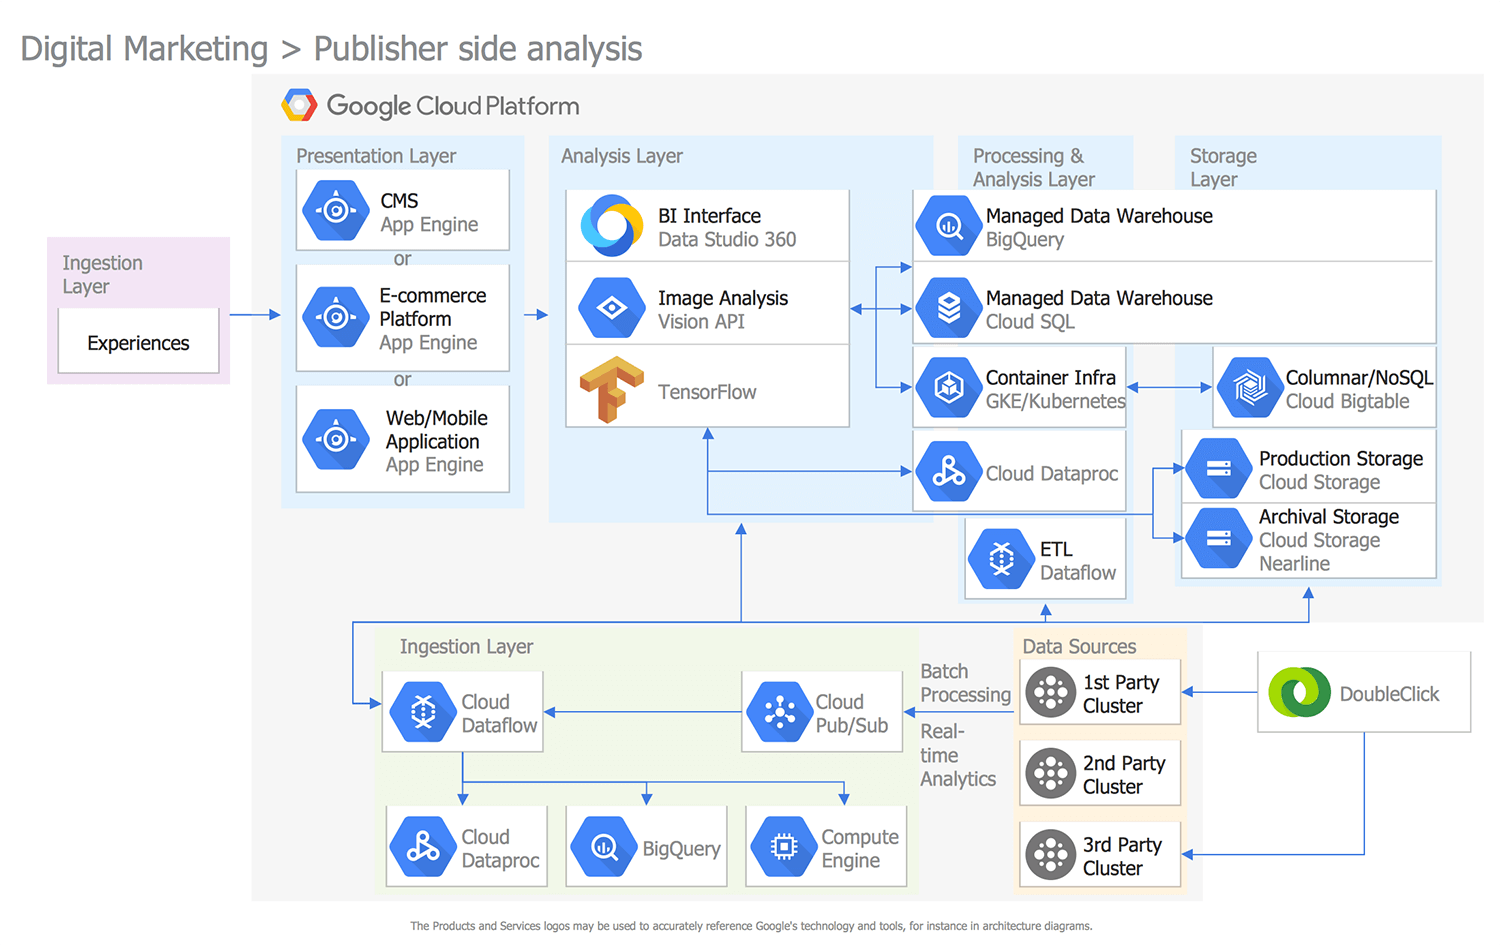 Digital Marketing > Publisher side analysis
Google Cloud Platform
Ingestion
Layer
Experiences
Presentation Layer
CMS
App Engine
or
E-commerce
Platform
App Engine
or
Web/Mobile
Application
App Engine
Analysis Layer
BI Interface
Data Studio 360
Image Analysis
Vision API
TensorFlow
Processing &
Analysis Layer
Storage
Layer
Managed Data Warehouse
BigQuery
Managed Data Warehouse
Cloud SQL
Container Infra
GKE/Kubernetes
Columnar/NoSQL
Cloud Bigtable
Cloud Dataproc
Production Storage
Cloud Storage
Archival Storage
Cloud Storage
Nearline
ETL
Dataflow
Ingestion Layer
Cloud
Dataflow
Cloud
Pub/Sub
Cloud
Dataproc
BigQuery
Compute
Engine
Batch
Processing
Real-
time
Analytics
Data Sources
1st Party
Cluster
2nd Party
Cluster
3rd Party
Cluster
DoubleClick
The Products and Services logos may be used to accurately reference Google's technology and tools, for instance in architecture diagrams.